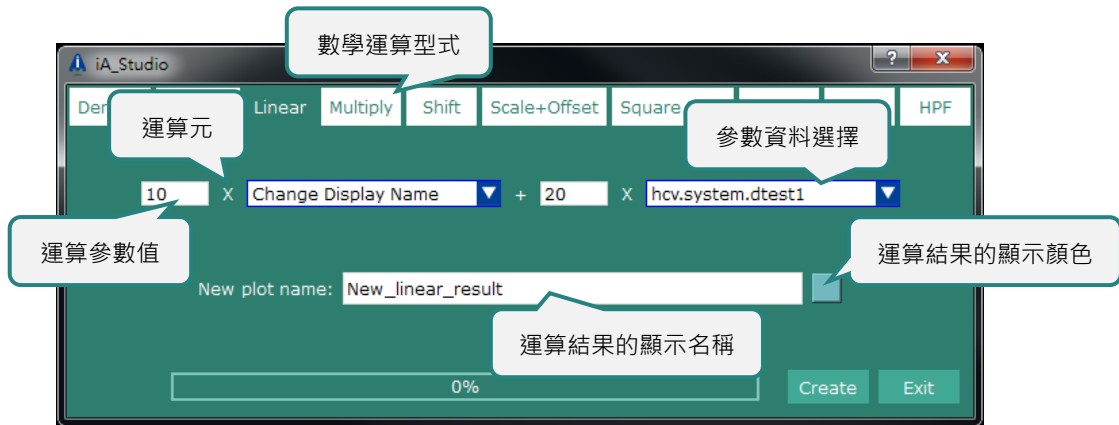 數學運算型式
iA_Studio
?
X
Linear
Multiply
Shift
Scale+Offset
Square
HPF
運算元
參數資料選擇
10 X Change Display Name + 20 X hcv.system.dtest1
運算參數值
運算結果的顯示顏色
New plot name: New_linear_result
運算結果的顯示名稱
0%
Create
Exit